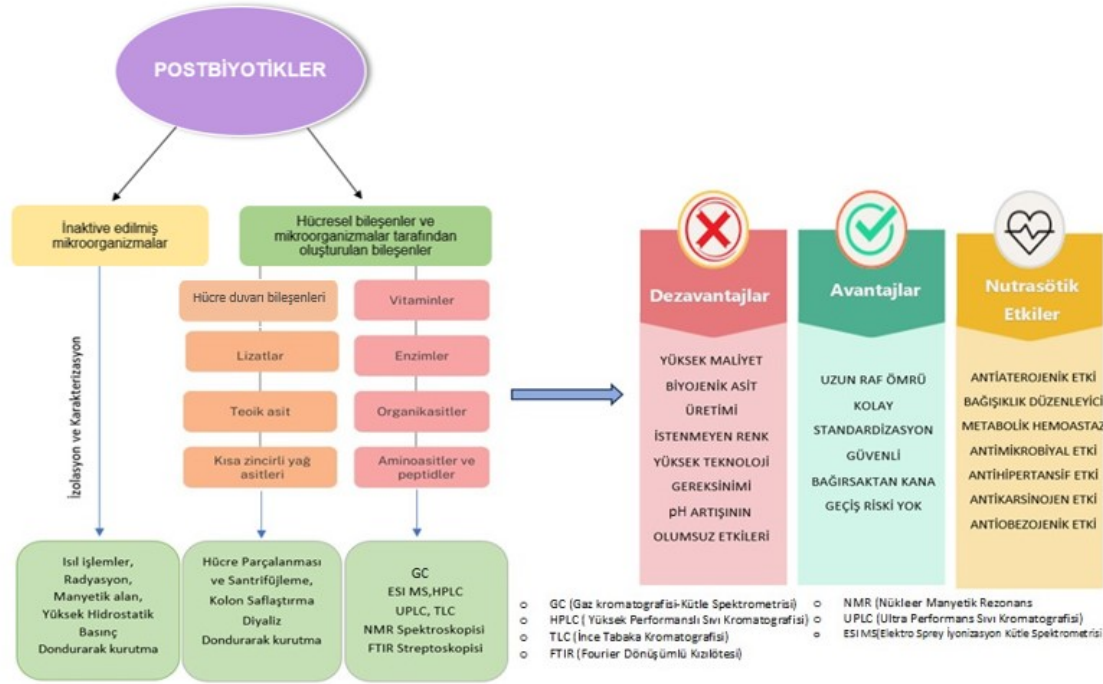 POSTBİYOTİKLER
İnaktive edilmiş
mikroorganizmalar
Hücresel bileşenler ve
mikroorganizmalar tarafından
oluşturulan bileşenler
İzolasyon ve Karakterizasyon
Hücre duvarı bileşenleri
Lizatlar
Teoik asit
Kısa zincirli yağ
asitleri
Vitaminler
Enzimler
Organikasitler
Aminoasitler ve
peptidler
Isıl işlemler,
Radyasyon,
Manyetik alan,
Yüksek Hidrostatik
Basınç
Dondurarak kurutma
Hücre Parçalanması
ve Santrifüjleme,
Kolon Saflaştırma
Diyaliz
Dondurarak kurutma
GC
ESI MS,HPLC
UPLC, TLC
NMR Spektroskopisi
FTIR Streptoskopisi
Dezavantajlar
YÜKSEK MALİYET
BİYOJENİK ASİT
ÜRETİMİ
İSTENMEYEN RENK
YÜKSEK TEKNOLOJİ
GEREKSİNİMİ
pH ARTIŞININ
OLUMSUZ ETKİLERİ
Avantajlar
UZUN RAF ÖMRÜ
KOLAY
STANDARDİZASYON
GÜVENLİ
BAĞIRSAKTAN KANA
GEÇİŞ RİSKİ YOK
Nutrasötik
Etkiler
ANTİATEROJENİK ETKİ
BAĞIŞIKLIK DÜZENLEYİCİ
METABOLİK HEMOASTAZ
ANTİMİKROBİYAL ETKİ
ANTİHİPERTANSİF ETKİ
ANTİKARSİNOJEN ETKİ
ANTİOBEZOJENİK ETKİ
o GC (Gaz kromatografisi-Kütle Spektrometrisi)
o HPLC ( Yüksek Performanslı Sıvı Kromatografisi)
o TLC (İnce Tabaka Kromatografisi)
o FTIR (Fourier Dönüşümlü Kızılötesi)
o NMR (Nükleer Manyetik Rezonans
o UPLC (Ultra Performans Sıvı Kromatografisi)
o ESI MS(Elektro Sprey İyonizasyon Kütle Spektrometrisi